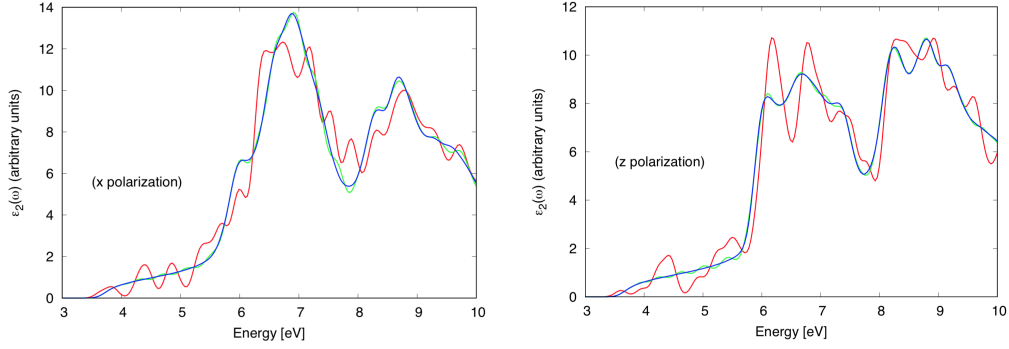 14
12
10
8
6
4
2
0
ε2(ω) (arbitrary units)
(x polarization)
3 4 5 6 7 8 9 10
Energy [eV]
12
10
8
6
4
2
0
ε2(ω) (arbitrary units)
(z polarization)
3 4 5 6 7 8 9 10
Energy [eV]